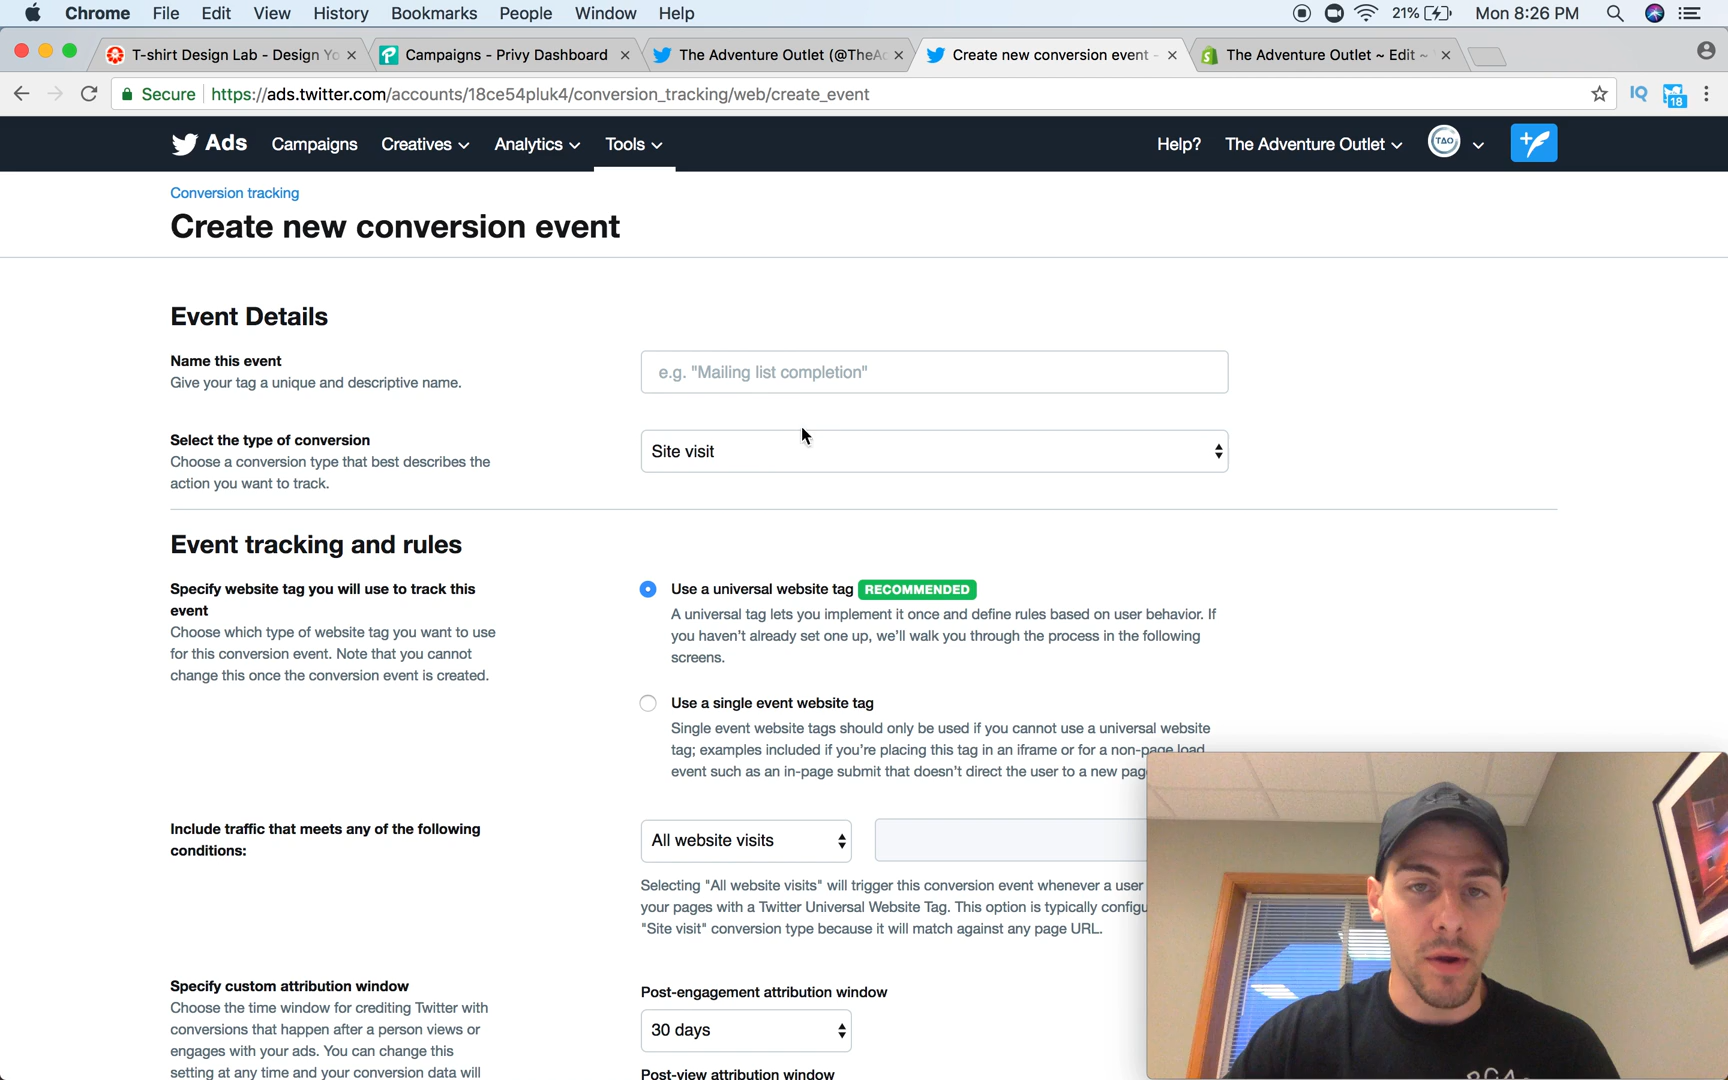 Chrome File Edit View History Bookmarks People Window Help 21% Mon 8:26 PM
T-shirt Design Lab - Design Yo Campaigns - Privy Dashboard The Adventure Outlet (@TheAd Create new conversion event - The Adventure Outlet ~ Edit ~
Secure https://ads.twitter.com/accounts/18ce54pluk4/conversion_tracking/web/create_event IQ 18
Ads Campaigns Creatives Analytics Tools Help? The Adventure Outlet TAO
Conversion tracking
Create new conversion event
Event Details
Name this event
Give your tag a unique and descriptive name.
e.g. "Mailing list completion"
Select the type of conversion
Choose a conversion type that best describes the
action you want to track.
Site visit
Event tracking and rules
Specify website tag you will use to track this
event
Choose which type of website tag you want to use
for this conversion event. Note that you cannot
change this once the conversion event is created.
Use a universal website tag RECOMMENDED
A universal tag lets you implement it once and define rules based on user behavior. If
you haven't already set one up, we'll walk you through the process in the following
screens.
Use a single event website tag
Single event website tags should only be used if you cannot use a universal website
tag; examples included if you're placing this tag in an iframe or for a non-page load
event such as an in-page submit that doesn't direct the user to a new pag
Include traffic that meets any of the following
conditions:
All website visits
Selecting "All website visits" will trigger this conversion event whenever a user
your pages with a Twitter Universal Website Tag. This option is typically configu
"Site visit" conversion type because it will match against any page URL.
Specify custom attribution window
Choose the time window for crediting Twitter with
conversions that happen after a person views or
engages with your ads. You can change this
setting at any time and your conversion data will
Post-engagement attribution window
30 days
Post-view attribution window